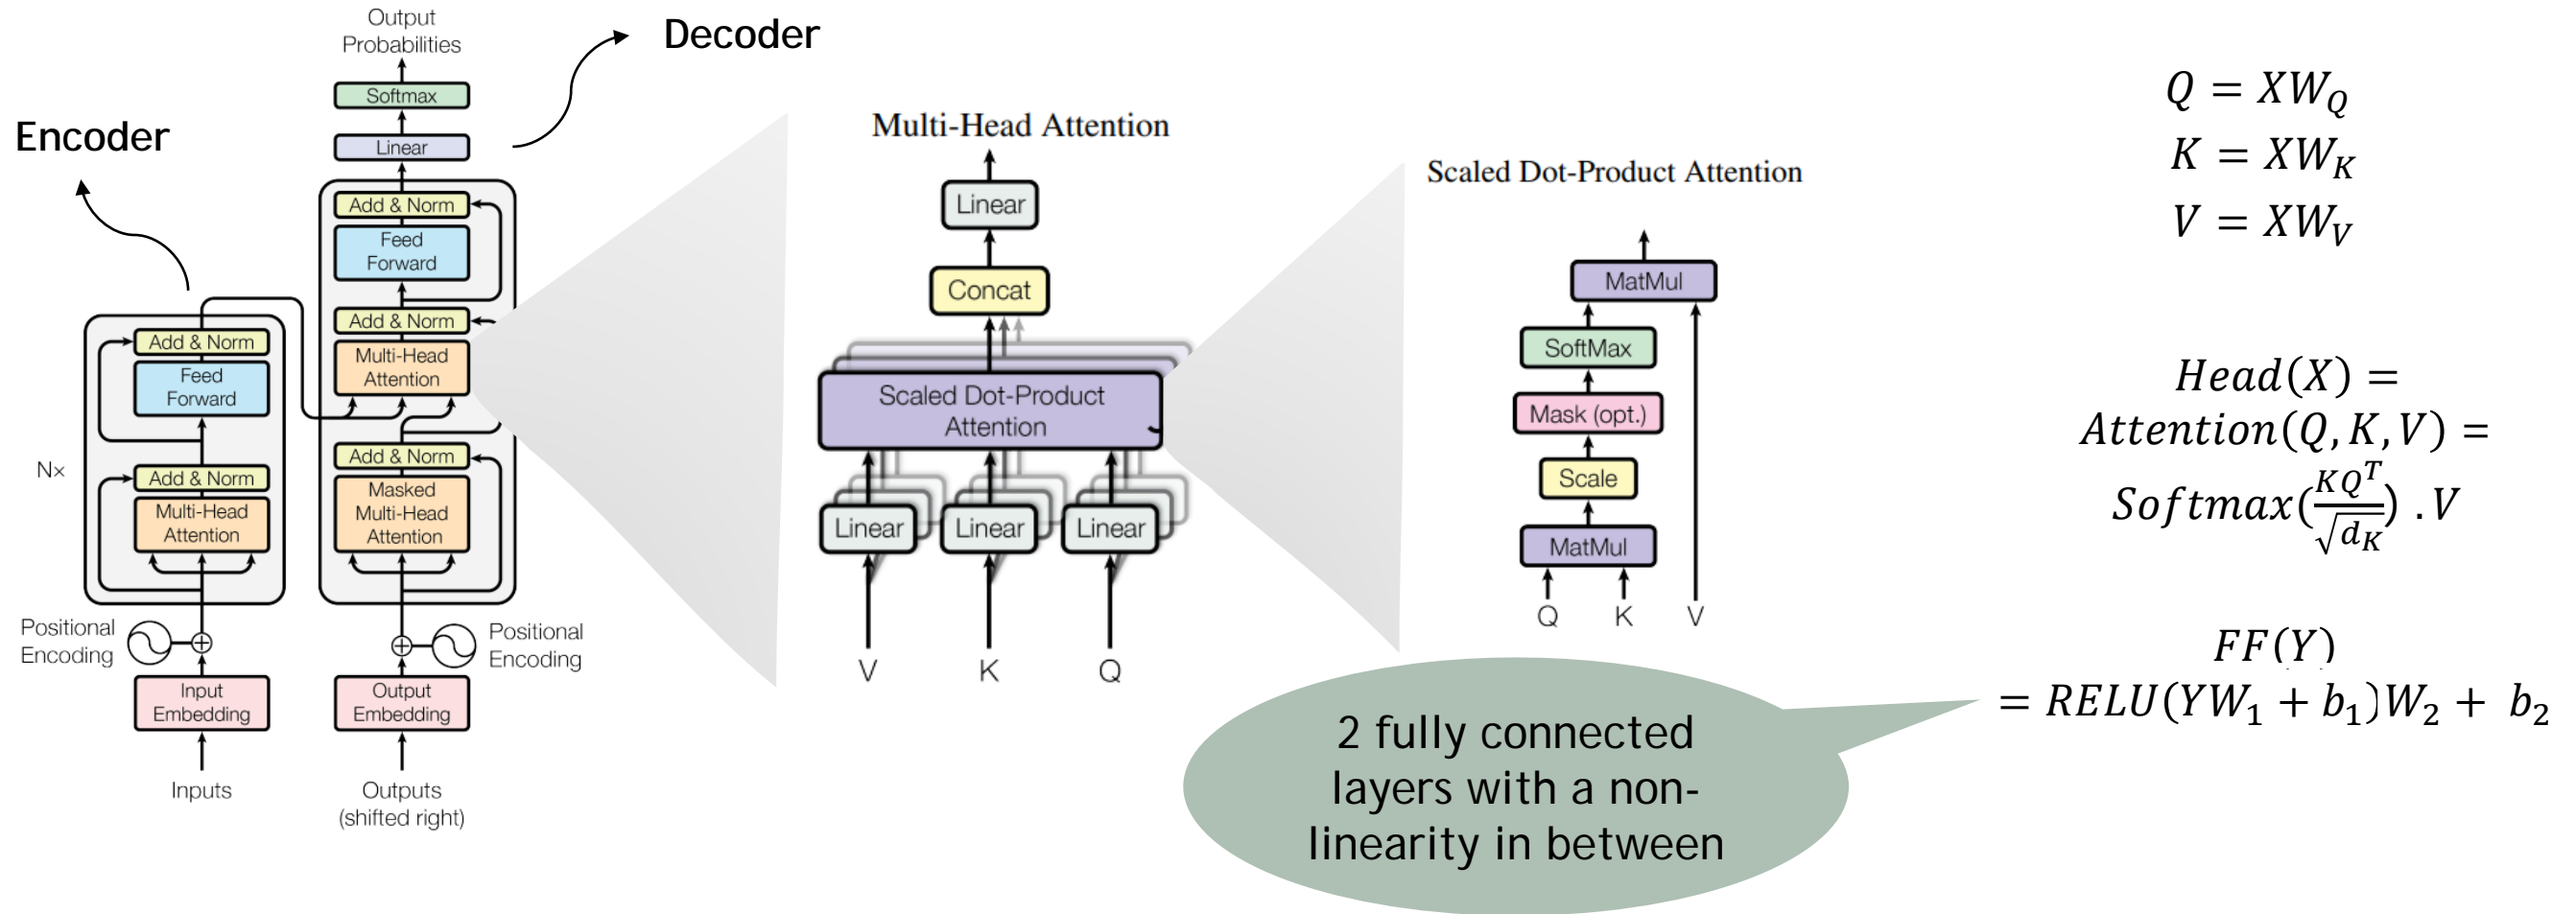 Output
Probabilities
Softmax
Linear
Add & Norm
Feed
Forward
Add & Norm
Multi-Head
Attention
Add & Norm
Masked
Multi-Head
Attention
Positional
Encoding
Output
Embedding
Outputs
(shifted right)
Decoder
Encoder
Add & Norm
Feed
Forward
Nx
Add & Norm
Multi-Head
Attention
Positional
Encoding
Input
Embedding
Inputs
Multi-Head Attention
Linear
Concat
Scaled Dot-Product
Attention
Linear Linear Linear
V K Q
Scaled Dot-Product Attention
MatMul
SoftMax
Mask (opt.)
Scale
MatMul
Q K V
2 fully connected
layers with a non-
linearity in between
Q = XW_Q
K = XW_K
V = XW_V
Head(X) =
Attention(Q, K, V) =
Softmax(KQ^T/√d_K) . V
FF(Y)
= RELU(YW₁ + b₁)W₂ + b₂